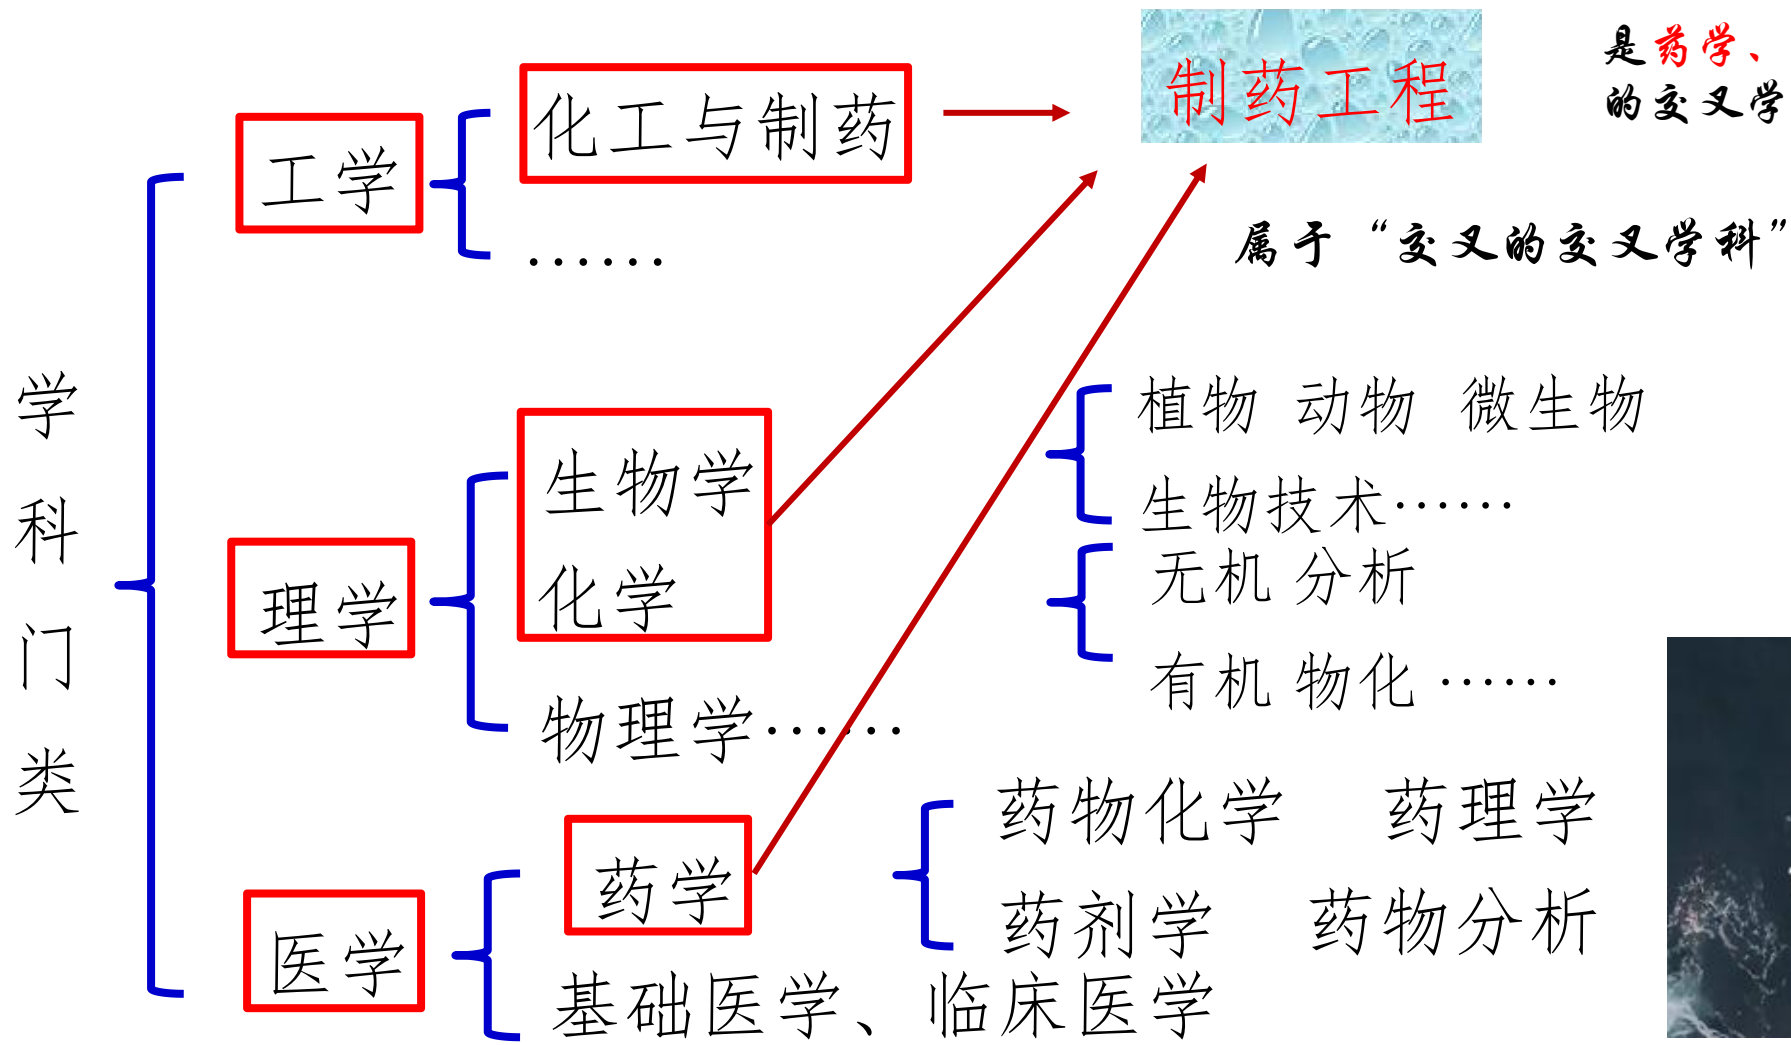 学科门类
工学
化工与制药
……
制药工程
是药学、
的交叉学
属于“交叉的交叉学科”
理学
生物学
化学
物理学……
植物 动物 微生物
生物技术……
无机 分析
有机 物化 ……
医学
药学
药物化学 药理学
药剂学 药物分析
基础医学、临床医学